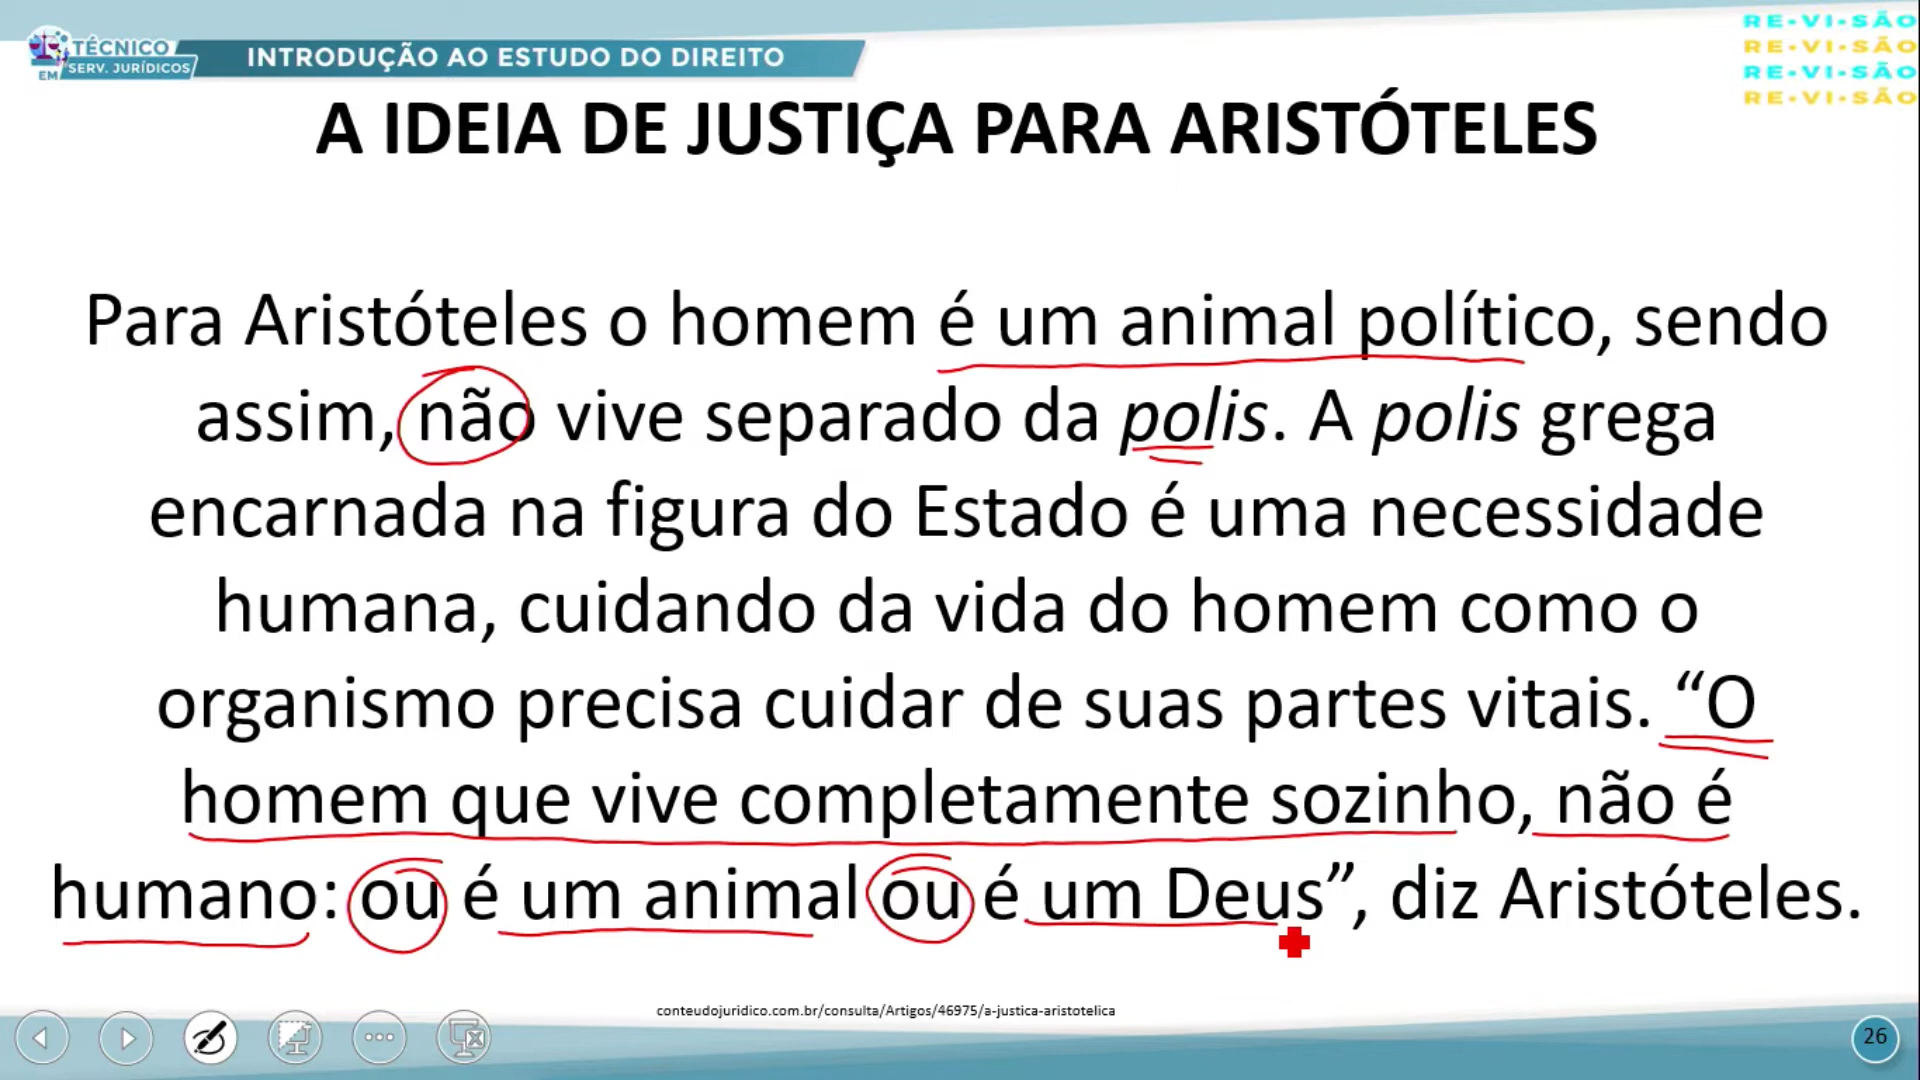 TÉCNICO
EM SERV. JURÍDICOS
INTRODUÇÃO AO ESTUDO DO DIREITO
RE-VI-SÃO
RE-VI-SÃO
RE-VI-SÃO
RE-VI-SÃO
A IDEIA DE JUSTIÇA PARA ARISTÓTELES
Para Aristóteles o homem é um animal político, sendo
assim, não vive separado da polis. A polis grega
encarnada na figura do Estado é uma necessidade
humana, cuidando da vida do homem como o
organismo precisa cuidar de suas partes vitais. “O
homem que vive completamente sozinho, não é
humano: ou é um animal ou é um Deus”, diz Aristóteles.
conteudojuridico.com.br/consulta/Artigos/46975/a-justica-aristotelica
26